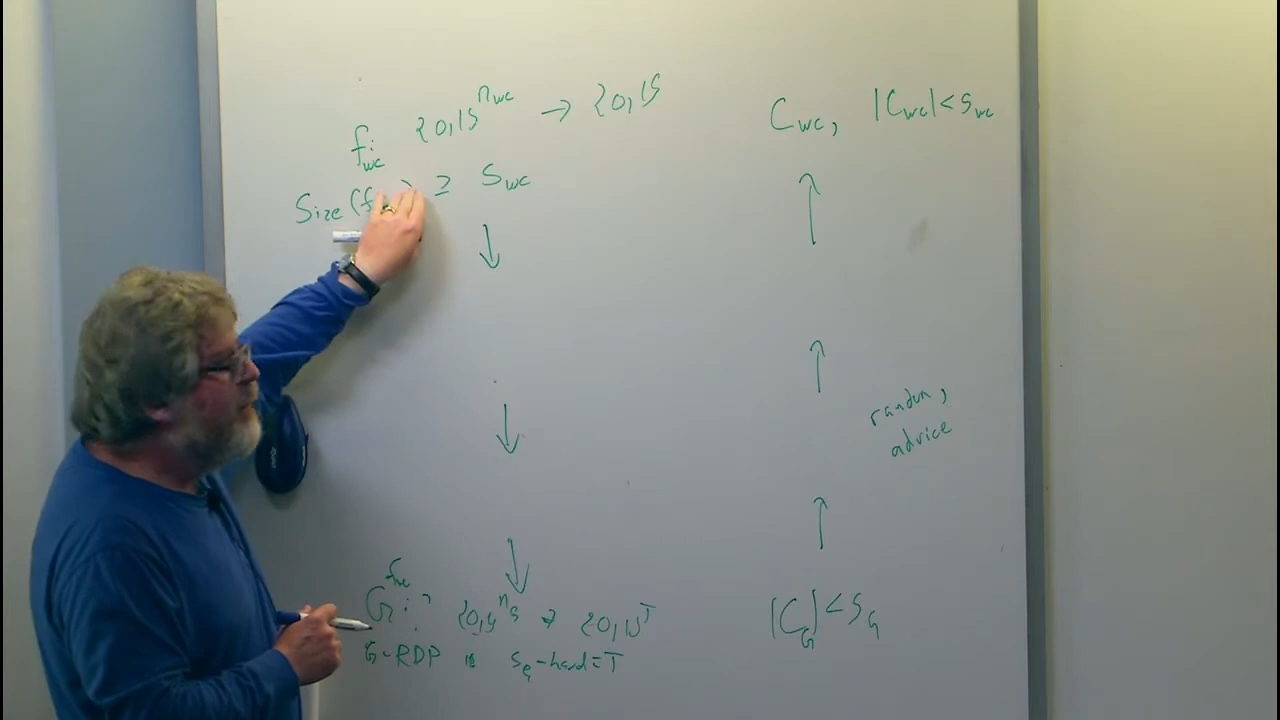 f_wc : {0,1}^n_wc → {0,1}
Size(f ) ≥ S_wc
↓
↓
↓
G^f_wc : {0,1}^n_G → {0,1}^T
G-RDP is S_G-hard = T
C_wc, |C_wc| < S_wc
↑
↑
random,
advice
↑
|C_G| < S_G